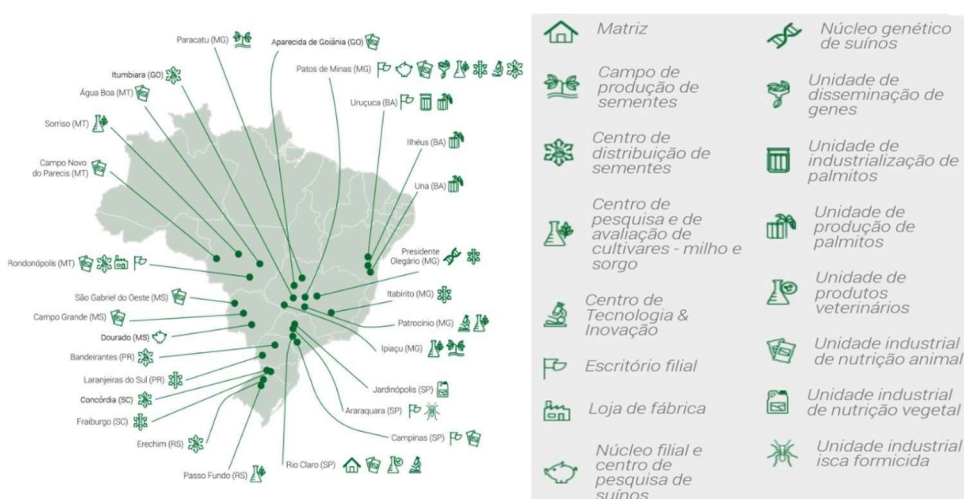 Paracatu (MG)
Aparecida de Goiânia (GO)
Itumbiara (GO)
Patos de Minas (MG)
Água Boa (MT)
Uruçuca (BA)
Sorriso (MT)
Ilhéus (BA)
Campo Novo
do Parecis (MT)
Una (BA)
Presidente
Olegário (MG)
Rondonópolis (MT)
Itabirito (MG)
São Gabriel do Oeste (MS)
Campo Grande (MS)
Patrocínio (MG)
Dourado (MS)
Ipiaçu (MG)
Bandeirantes (PR)
Laranjeiras do Sul (PR)
Jardinópolis (SP)
Concórdia (SC)
Araraquara (SP)
Fraiburgo (SC)
Campinas (SP)
Erechim (RS)
Rio Claro (SP)
Passo Fundo (RS)
Matriz
Campo de
produção de
sementes
Centro de
distribuição de
sementes
Centro de
pesquisa e de
avaliação de
cultivares - milho e
sorgo
Centro de
Tecnologia &
Inovação
Escritório filial
Loja de fábrica
Núcleo filial e
centro de
pesquisa de
suínos
Núcleo genético
de suínos
Unidade de
disseminação de
genes
Unidade de
industrialização de
palmitos
Unidade de
produção de
palmitos
Unidade de
produtos
veterinários
Unidade industrial
de nutrição animal
Unidade industrial
de nutrição vegetal
Unidade industrial
isca formicida